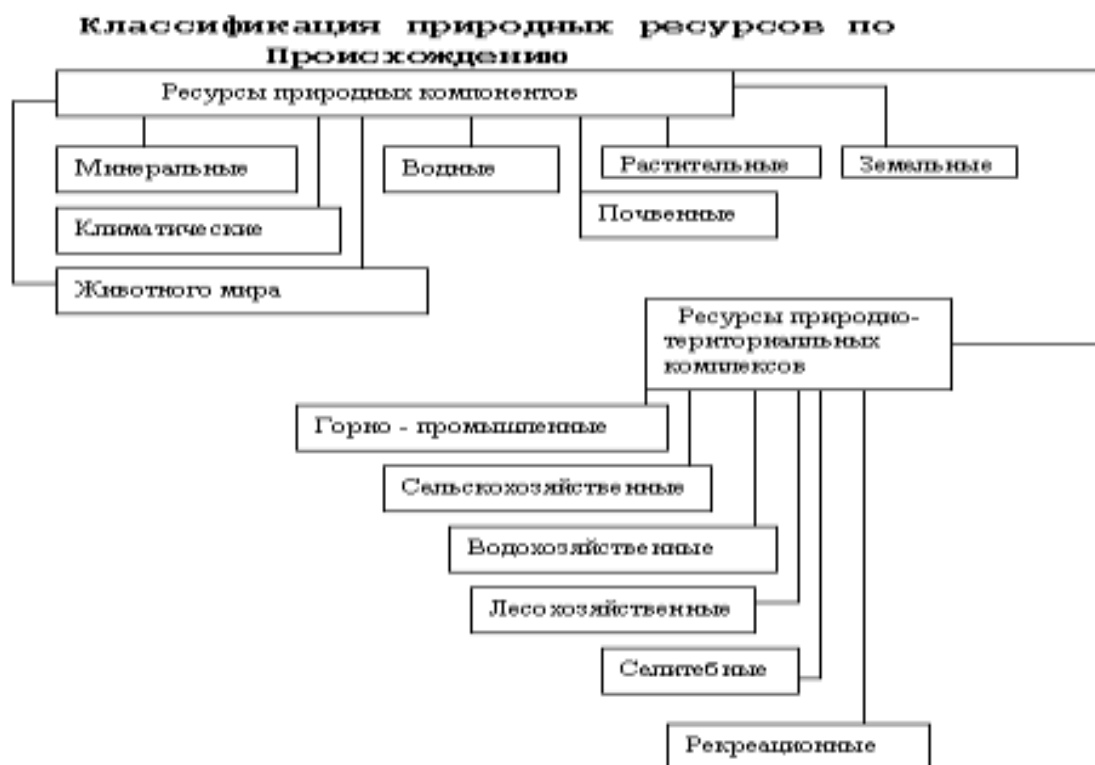 Классификация природных ресурсов по
Происхождению
Ресурсы природных компонентов
Минеральные
Водные
Растительные
Земельные
Климатические
Почвенные
Животного мира
Ресурсы природно-
територлалльных
комплексов
Горно - промышленные
Сельскохозяйственные
Водохозяйственные
Лесохозяйственные
Селитебные
Рекреационные